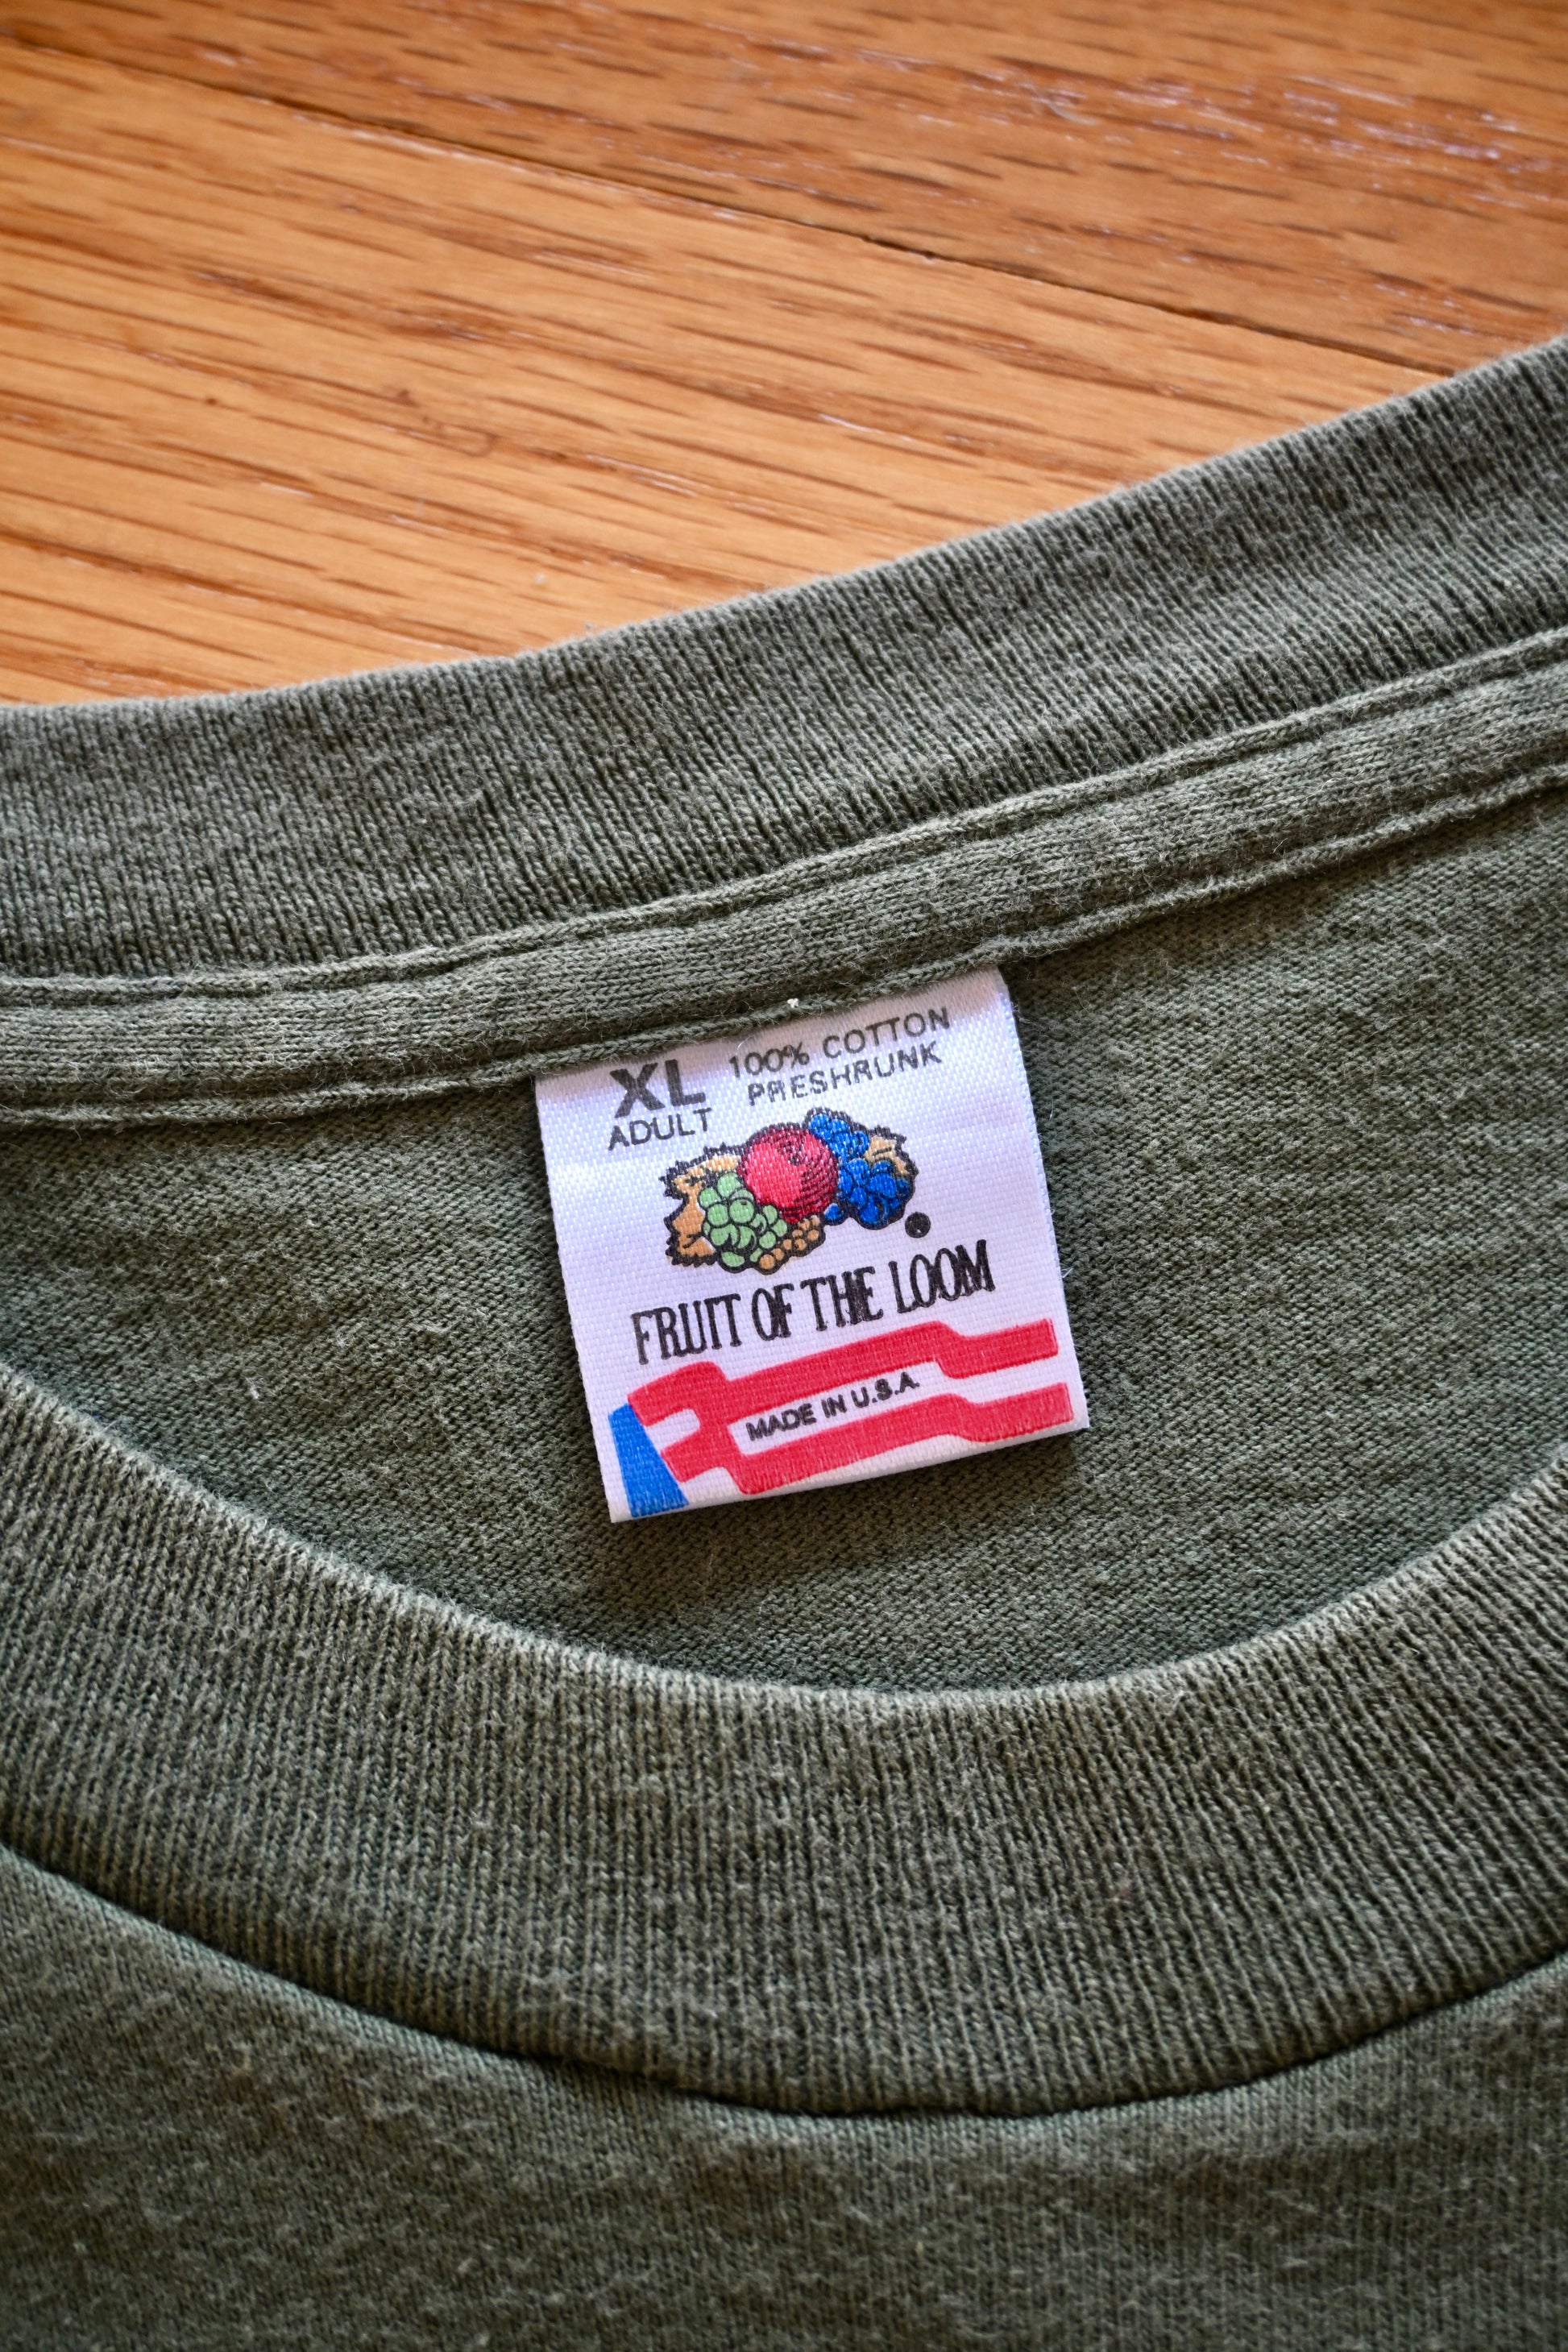 XL
ADULT
100% COTTON
PRESHRUNK
FRUIT OF THE LOOM
MADE IN U.S.A.